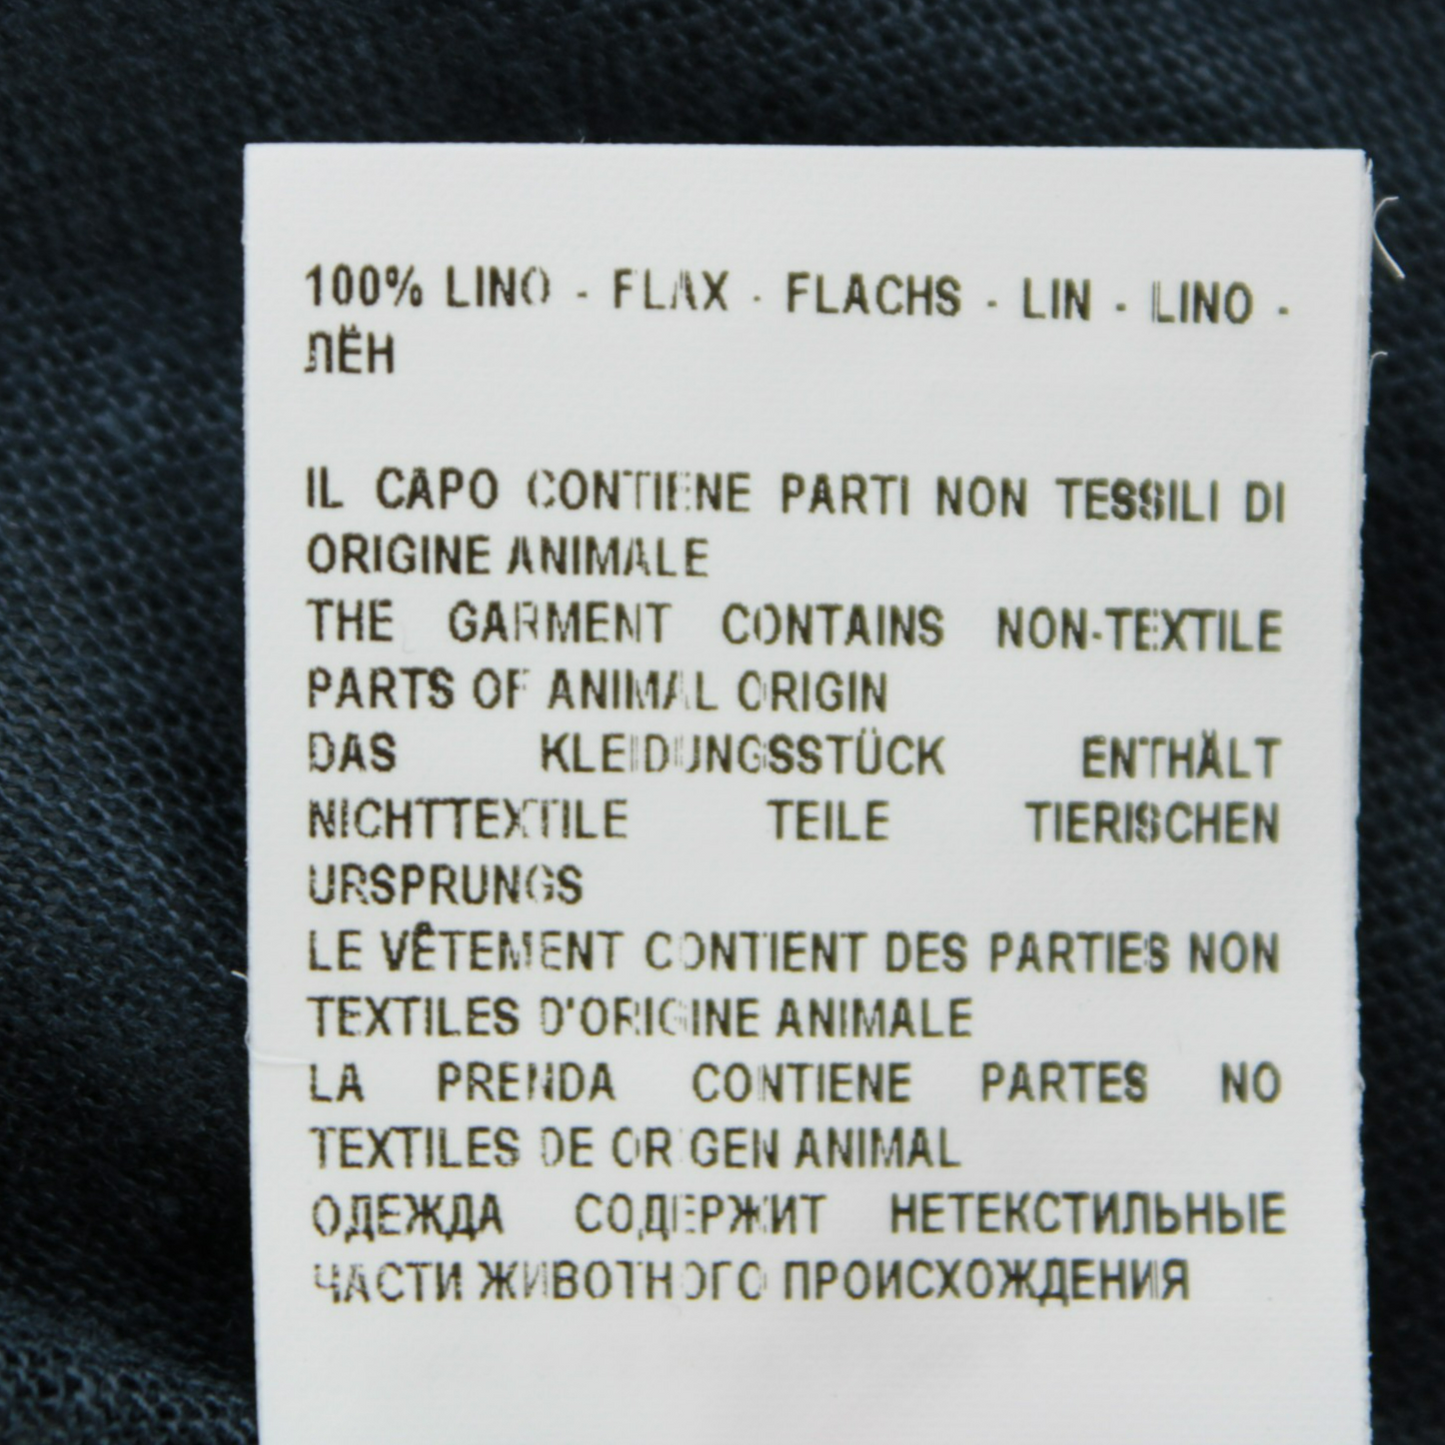 100% LINO - FLAX - FLACHS - LIN - LINO -
ЛЁН
IL CAPO CONTIENE PARTI NON TESSILI DI
ORIGINE ANIMALE
THE GARMENT CONTAINS NON-TEXTILE
PARTS OF ANIMAL ORIGIN
DAS KLEIDUNGSSTÜCK ENTHÄLT
NICHTTEXTILE TEILE TIERISCHEN
URSPRUNGS
LE VÊTEMENT CONTIENT DES PARTIES NON
TEXTILES D'ORIGINE ANIMALE
LA PRENDA CONTIENE PARTES NO
TEXTILES DE ORIGEN ANIMAL
ОДЕЖДА СОДЕРЖИТ НЕТЕКСТИЛЬНЫЕ
ЧАСТИ ЖИВОТНОГО ПРОИСХОЖДЕНИЯ